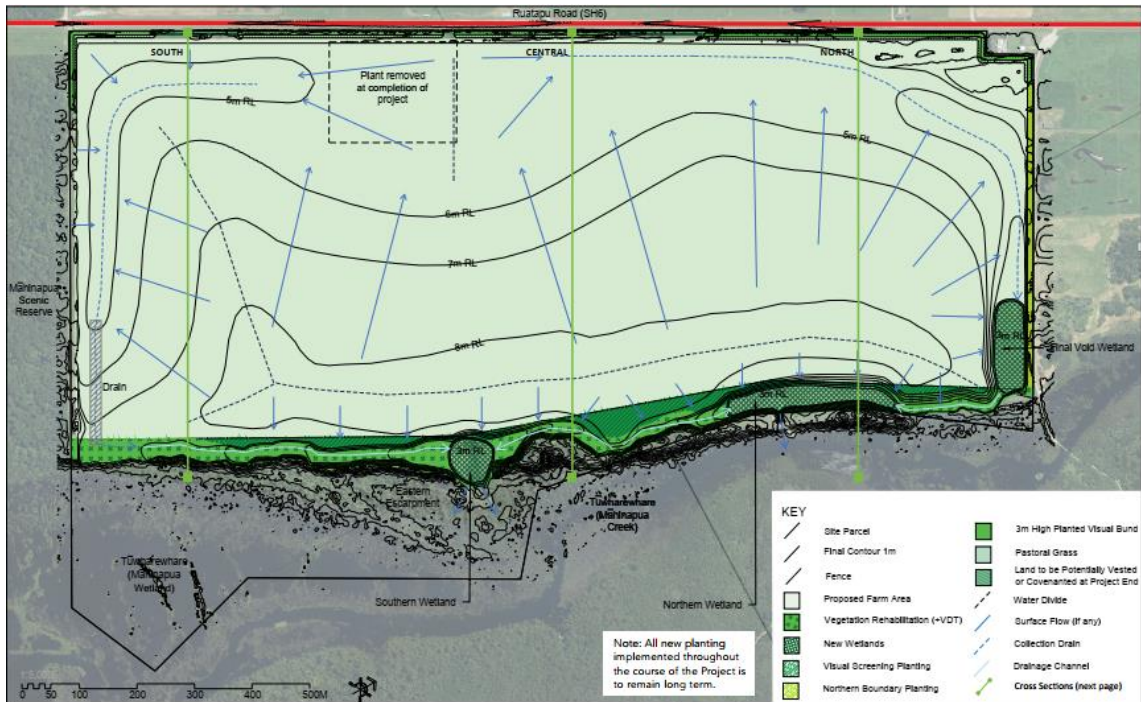 Ruatapu Road (SH6)
SOUTH
CENTRAL
NORTH
Plant removed
at completion of
project
5m RL
5m RL
6m RL
7m RL
8m RL
Mahinapua
Scenic
Reserve
Drain
Final Void Wetland
3m RL
3m RL
Eastern
Escarpment
Tūwharewhare
(Mahinapua
Creek)
Tūwharewhare
(Mahinapua
Wetland)
Southern Wetland
Northern Wetland
Note: All new planting
implemented throughout
the course of the Project is
to remain long term.
0 50 100 200 300 400 500M
KEY
Site Parcel
Final Contour 1m
Fence
Proposed Farm Area
Vegetation Rehabilitation (+VDT)
New Wetlands
Visual Screening Planting
Northern Boundary Planting
3m High Planted Visual Bund
Pastoral Grass
Land to be Potentially Vested
or Covenanted at Project End
Water Divide
Surface Flow (if any)
Collection Drain
Drainage Channel
Cross Sections (next page)